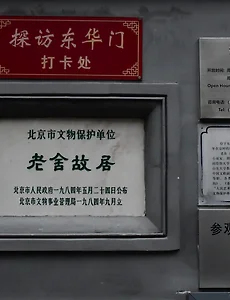 探访东华门
打卡处
北京市文物保护单位
老舍故居
北京市人民政府一九八四年五月二十四日公布
北京市文物事业管理局一九八四年九月立
参观